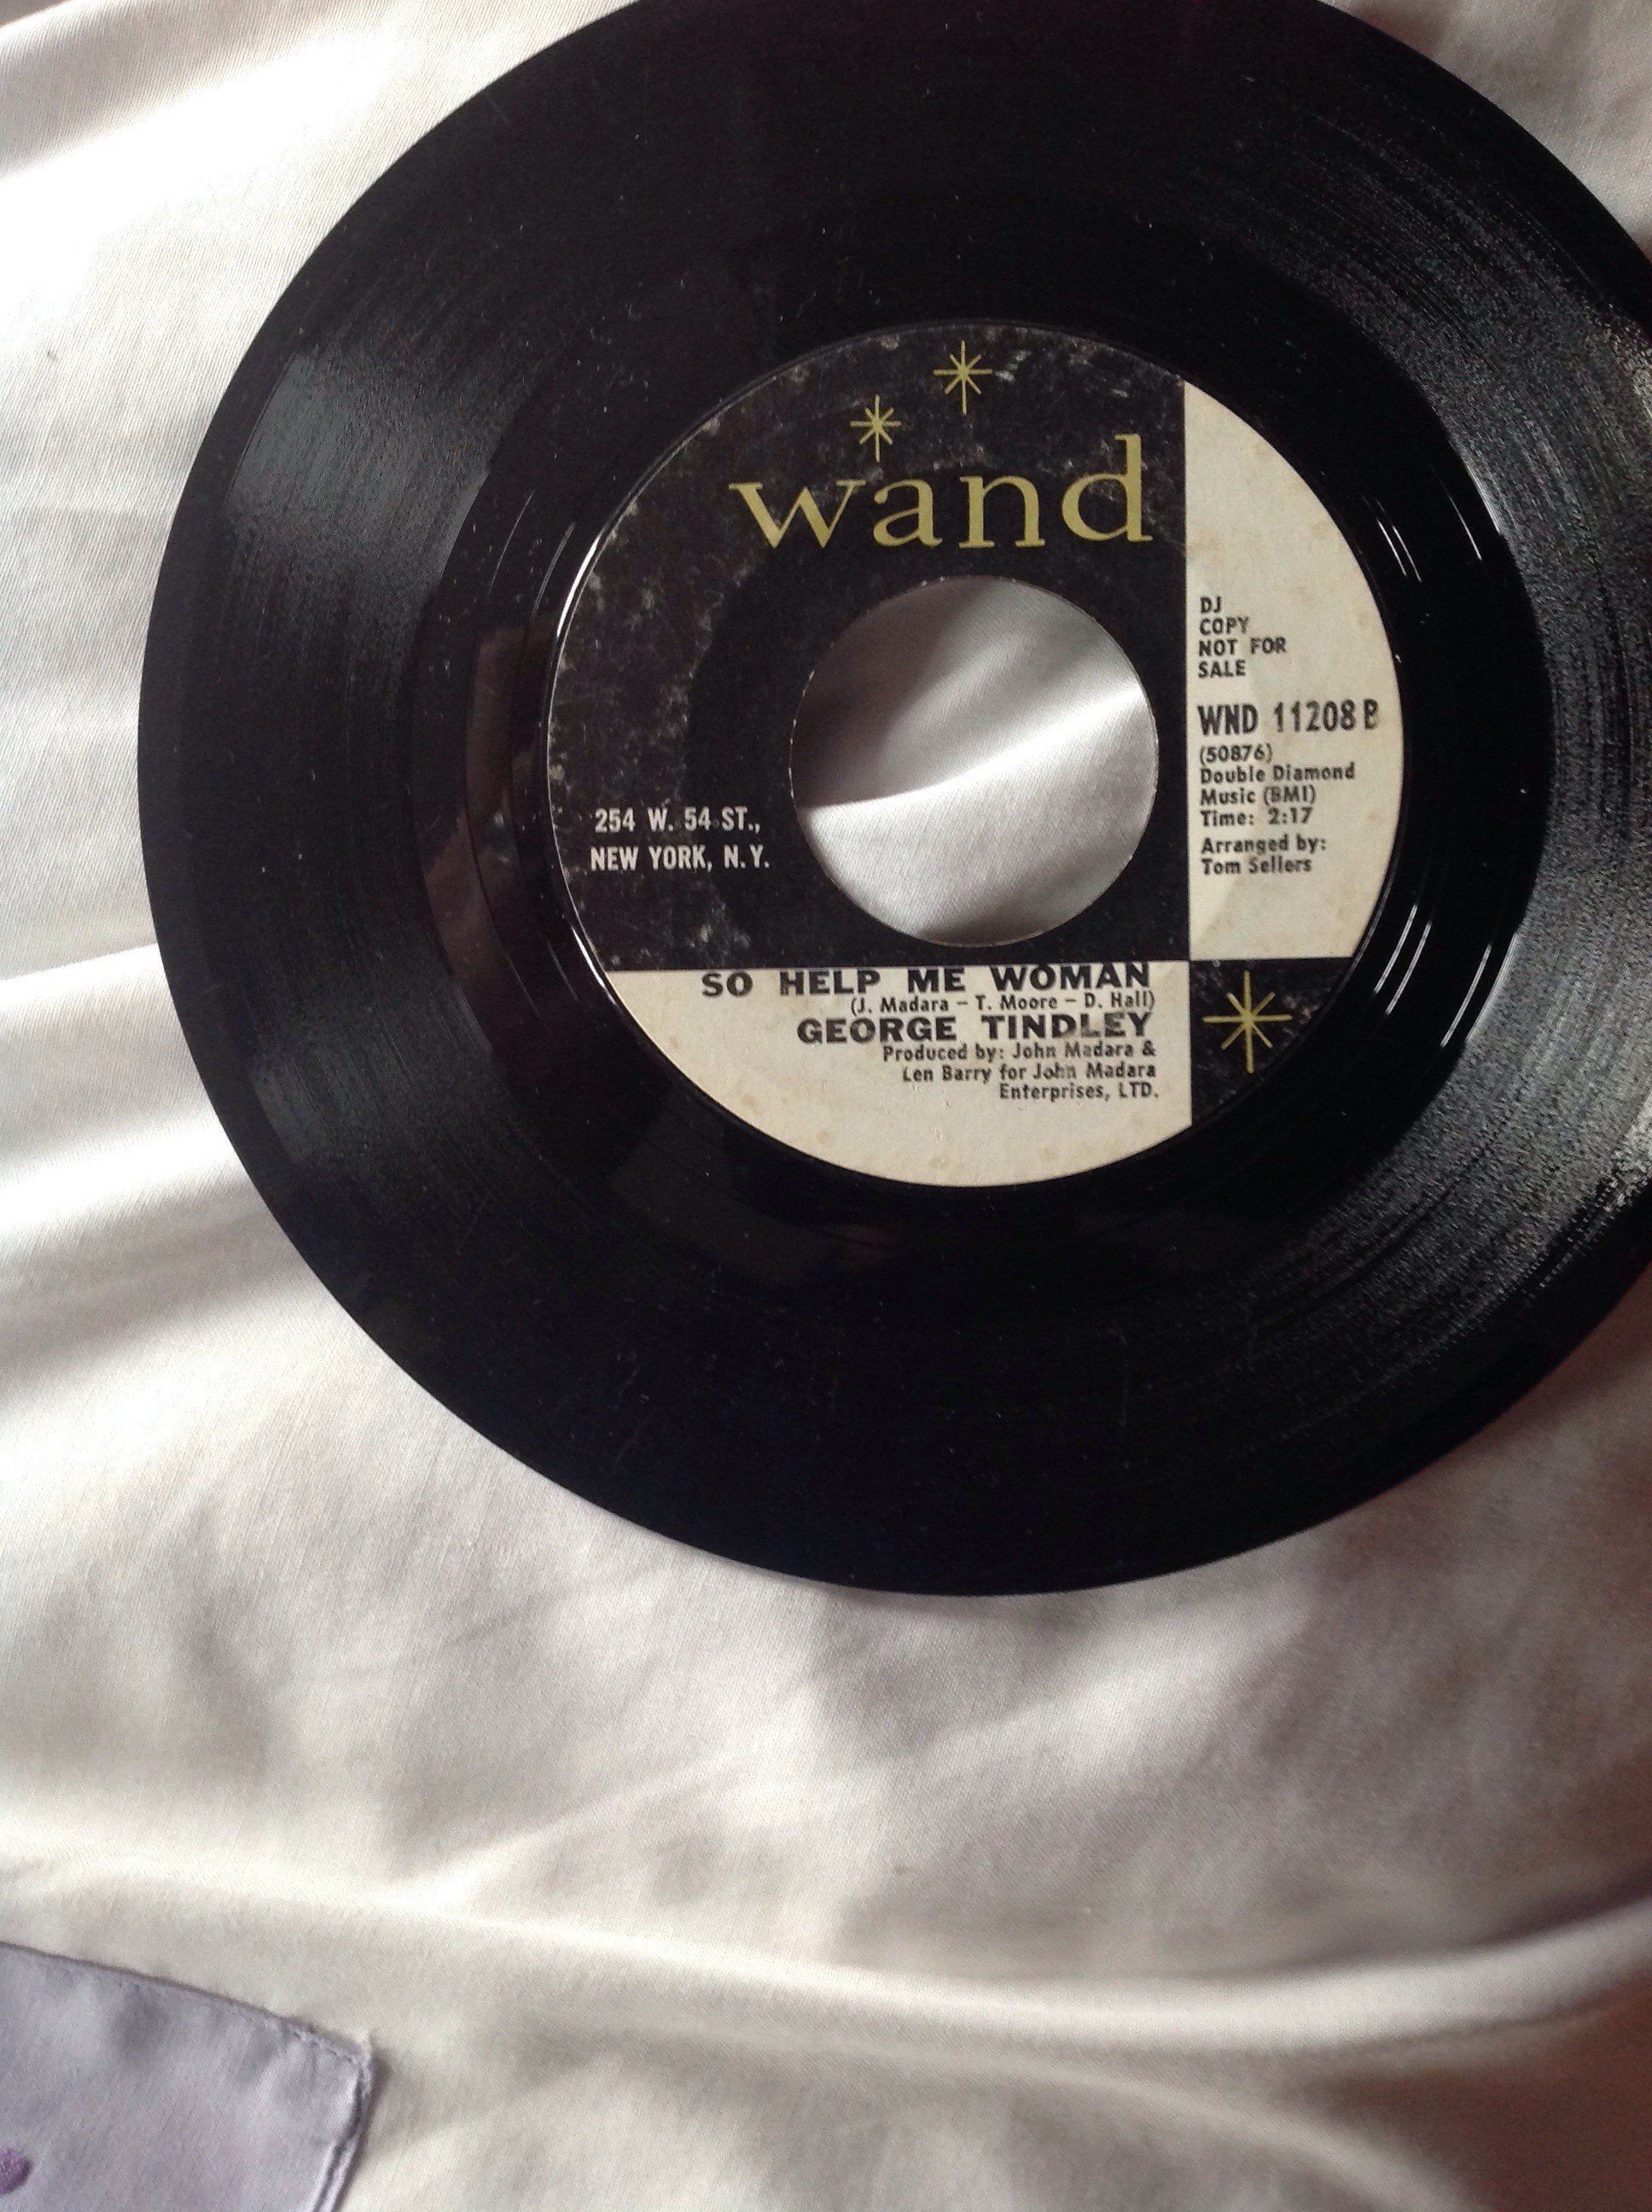 wand
DJ
COPY
NOT FOR
SALE
WND 11208 B
(50876)
Double Diamond
Music (BMI)
Time: 2:17
Arranged by:
Tom Sellers
254 W. 54 ST.,
NEW YORK, N.Y.
SO HELP ME WOMAN
(J. Madara – T. Moore – D. Hall)
GEORGE TINDLEY
Produced by: John Madara &
Len Barry for John Madara
Enterprises, LTD.